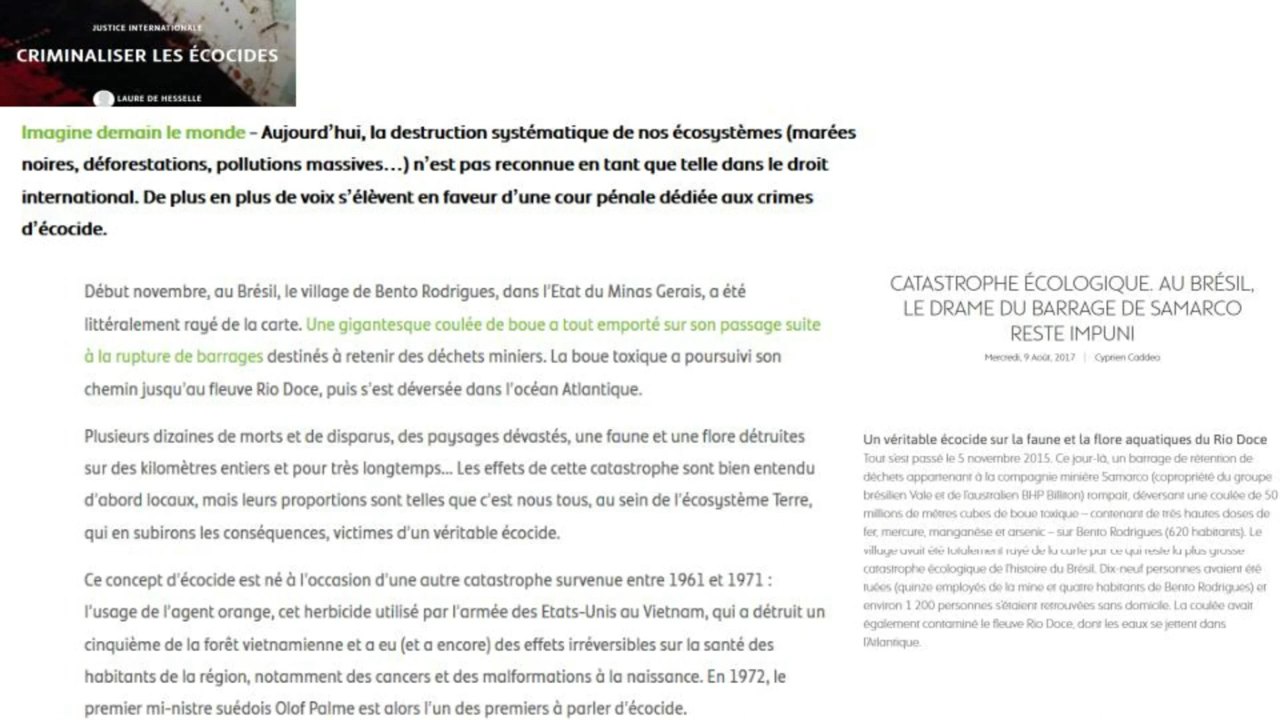 JUSTICE INTERNATIONALE
CRIMINALISER LES ÉCOCIDES
LAURE DE HESSELLE
Imagine demain le monde – Aujourd’hui, la destruction systématique de nos écosystèmes (marées
noires, déforestations, pollutions massives…) n’est pas reconnue en tant que telle dans le droit
international. De plus en plus de voix s’élèvent en faveur d’une cour pénale dédiée aux crimes
d’écocide.
Début novembre, au Brésil, le village de Bento Rodrigues, dans l’Etat du Minas Gerais, a été
littéralement rayé de la carte. Une gigantesque coulée de boue a tout emporté sur son passage suite
à la rupture de barrages destinés à retenir des déchets miniers. La boue toxique a poursuivi son
chemin jusqu’au fleuve Rio Doce, puis s’est déversée dans l’océan Atlantique.
Plusieurs dizaines de morts et de disparus, des paysages dévastés, une faune et une flore détruites
sur des kilomètres entiers et pour très longtemps… Les effets de cette catastrophe sont bien entendu
d’abord locaux, mais leurs proportions sont telles que c’est nous tous, au sein de l’écosystème Terre,
qui en subirons les conséquences, victimes d’un véritable écocide.
Ce concept d’écocide est né à l’occasion d’une autre catastrophe survenue entre 1961 et 1971 :
l’usage de l’agent orange, cet herbicide utilisé par l’armée des Etats-Unis au Vietnam, qui a détruit un
cinquième de la forêt vietnamienne et a eu (et a encore) des effets irréversibles sur la santé des
habitants de la région, notamment des cancers et des malformations à la naissance. En 1972, le
premier mi-nistre suédois Olof Palme est alors l’un des premiers à parler d’écocide.
CATASTROPHE ÉCOLOGIQUE. AU BRÉSIL,
LE DRAME DU BARRAGE DE SAMARCO
RESTE IMPUNI
Mercredi, 9 Août, 2017 | Cyprien Caddeo
Un véritable écocide sur la faune et la flore aquatiques du Rio Doce
Tout s'est passé le 5 novembre 2015. Ce jour-là, un barrage de rétention de
déchets appartenant à la compagnie minière Samarco (copropriété du groupe
brésilien Vale et de l'australien BHP Billiton) rompait, déversant une coulée de 50
millions de mètres cubes de boue toxique – contenant de très hautes doses de
fer, mercure, manganèse et arsenic – sur Bento Rodrigues (620 habitants). Le
village avait été totalement rayé de la carte par ce qui reste la plus grosse
catastrophe écologique de l'histoire du Brésil. Dix-neuf personnes avaient été
tuées (quinze employés de la mine et quatre habitants de Bento Rodrigues) et
environ 1 200 personnes s'étaient retrouvées sans domicile. La coulée avait
également contaminé le fleuve Rio Doce, dont les eaux se jettent dans
l'Atlantique.